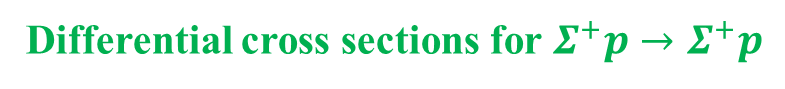 Differential cross sections for Σ⁺p → Σ⁺p